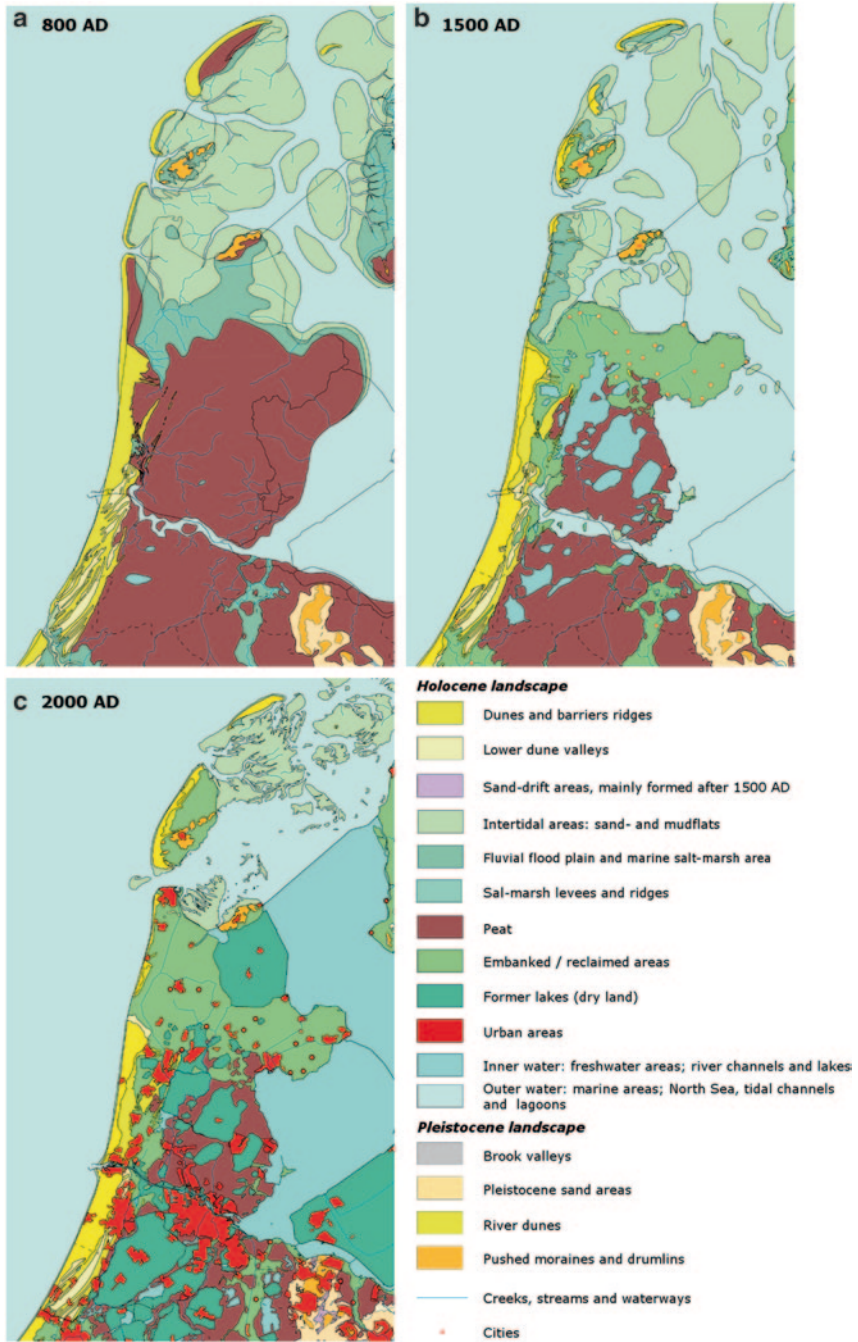 a 800 AD
b 1500 AD
c 2000 AD
Holocene landscape
Dunes and barriers ridges
Lower dune valleys
Sand-drift areas, mainly formed after 1500 AD
Intertidal areas: sand- and mudflats
Fluvial flood plain and marine salt-marsh area
Sal-marsh levees and ridges
Peat
Embanked / reclaimed areas
Former lakes (dry land)
Urban areas
Inner water: freshwater areas; river channels and lakes
Outer water: marine areas; North Sea, tidal channels
and lagoons
Pleistocene landscape
Brook valleys
Pleistocene sand areas
River dunes
Pushed moraines and drumlins
Creeks, streams and waterways
Cities